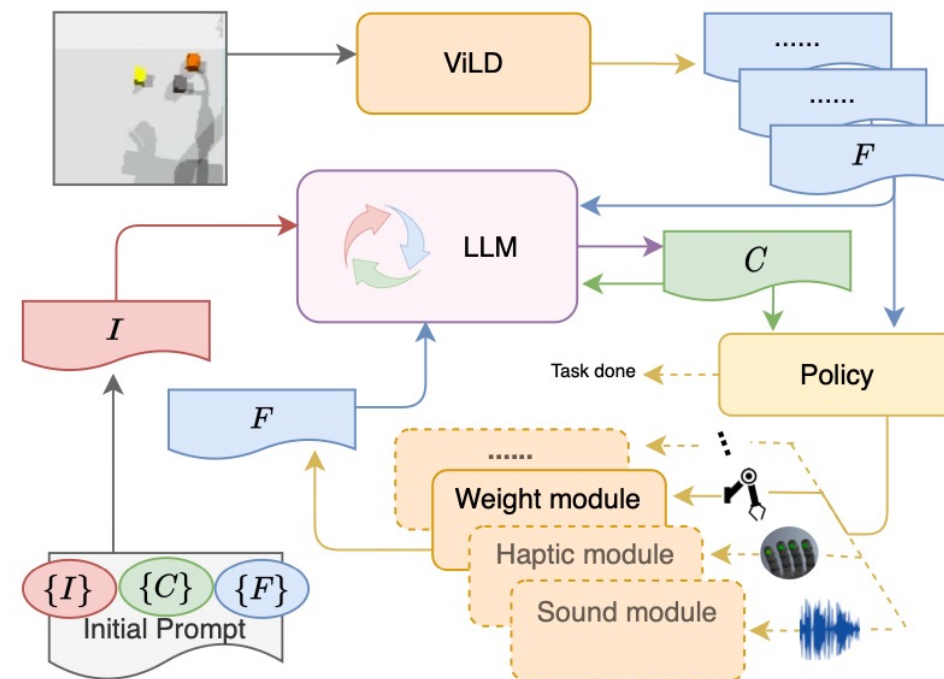 ViLD
......
......
F
LLM
C
I
Task done
Policy
F
......
Weight module
Haptic module
Sound module
{I} {C} {F}
Initial Prompt